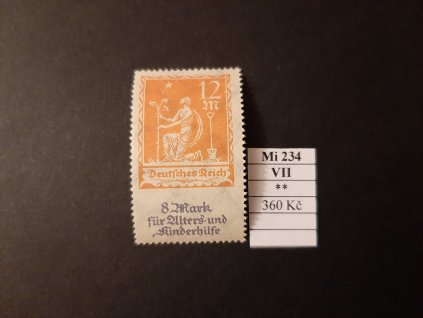 12
M
Deutsches Reich
8 Mark
für Alters- und
Kinderhilfe
Mi 234
VII
**
360 Kč